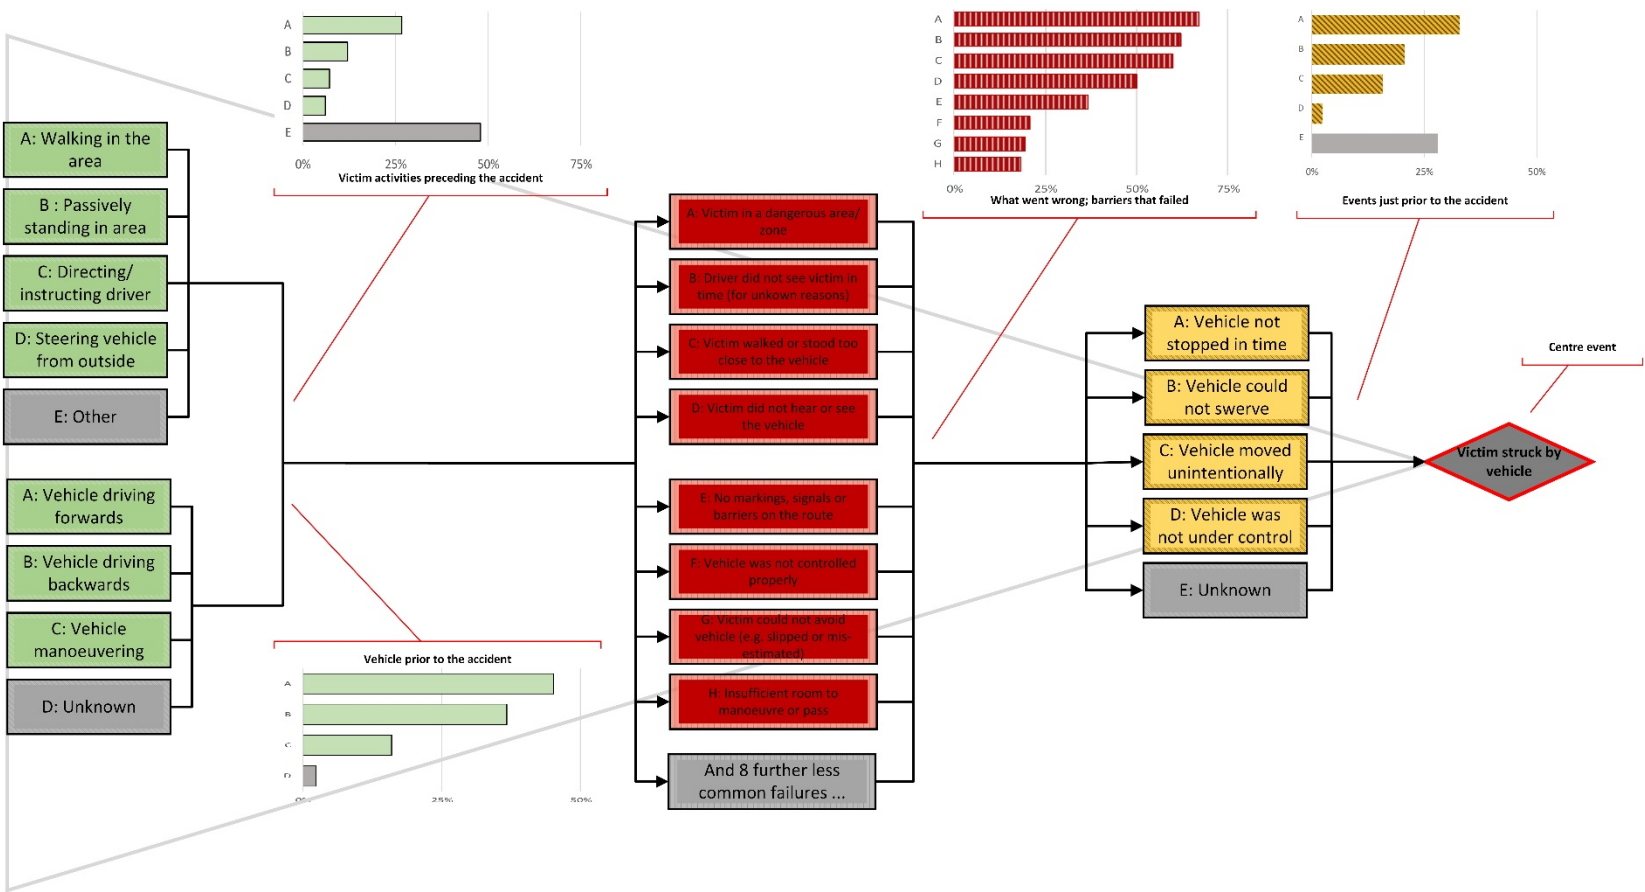 A
B
C
D
E
0%
25%
50%
75%
Victim activities preceding the accident
A
B
C
D
E
F
G
H
0%
25%
50%
75%
What went wrong; barriers that failed
A
B
C
D
E
0%
25%
50%
Events just prior to the accident
A: Walking in the
area
B : Passively
standing in area
C: Directing/
instructing driver
D: Steering vehicle
from outside
E: Other
A: Vehicle driving
forwards
B: Vehicle driving
backwards
C: Vehicle
manoeuvering
D: Unknown
Vehicle prior to the accident
A
B
C
D
0%
25%
50%
A: Victim in a dangerous area/
zone
B: Driver did not see victim in
time (for unkown reasons)
C: Victim walked or stood too
close to the vehicle
D: Victim did not hear or see
the vehicle
E: No markings, signals or
barriers on the route
F: Vehicle was not controlled
properly
G: Victim could not avoid
vehicle (e.g. slipped or mis-
estimated)
H: Insufficient room to
manoeuvre or pass
And 8 further less
common failures ...
A: Vehicle not
stopped in time
B: Vehicle could
not swerve
C: Vehicle moved
unintentionally
D: Vehicle was
not under control
E: Unknown
Centre event
Victim struck by
vehicle